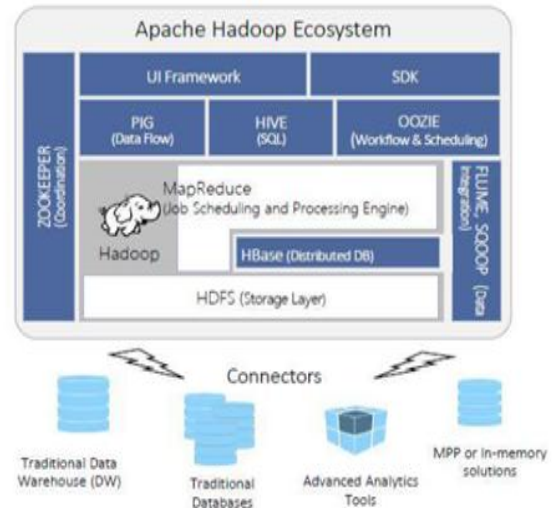 Apache Hadoop Ecosystem
UI Framework
SDK
ZOOKEEPER
(Coordination)
PIG
(Data Flow)
HIVE
(SQL)
OOZIE
(Workflow & Scheduling)
MapReduce
(Job Scheduling and Processing Engine)
Hadoop
HBase (Distributed DB)
HDFS (Storage Layer)
FLUME, SQOOP (Data
Integration)
Connectors
Traditional Data
Warehouse (DW)
Traditional
Databases
Advanced Analytics
Tools
MPP or In-memory
solutions